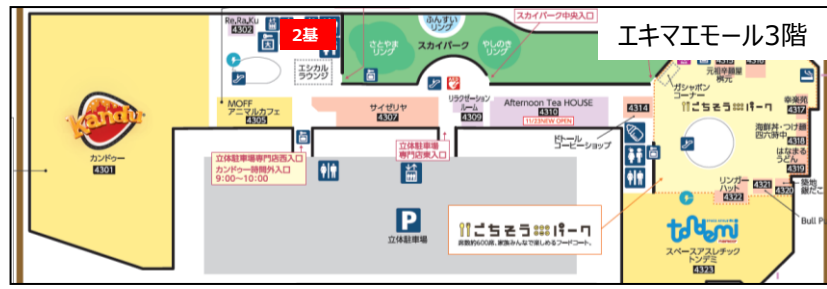 エキマエモール3階
スカイパーク中央入口
Re.Ra.Ku
4302
2基
ふんすい
リング
さとやま
リング
スカイパーク
やしのき
リング
エシカル
ラウンジ
元祖辛麺屋
桝元
ガシャポン
コーナー
ごちそうパーク
幸楽苑
4317
海鮮丼・つけ麺
四六時中
4318
はなまる
うどん
4319
築地
銀だこ
4320
4321
リンガー
ハット
4322
Bull P
kandu
カンドゥー
4301
MOFF
アニマルカフェ
4305
サイゼリヤ
4307
リラクゼーション
ルーム
4309
Afternoon Tea HOUSE
4310
11/23NEW OPEN
4314
ドトール
コーヒーショップ
立体駐車場専門店西入口
カンドゥー時間外入口
9:00〜10:00
立体駐車場
専門店東入口
P
立体駐車場
ごちそうパーク
席数約600席、家族みんなで楽しめるフードコート。
tondemi
スペースアスレチック
トンデミ
4323